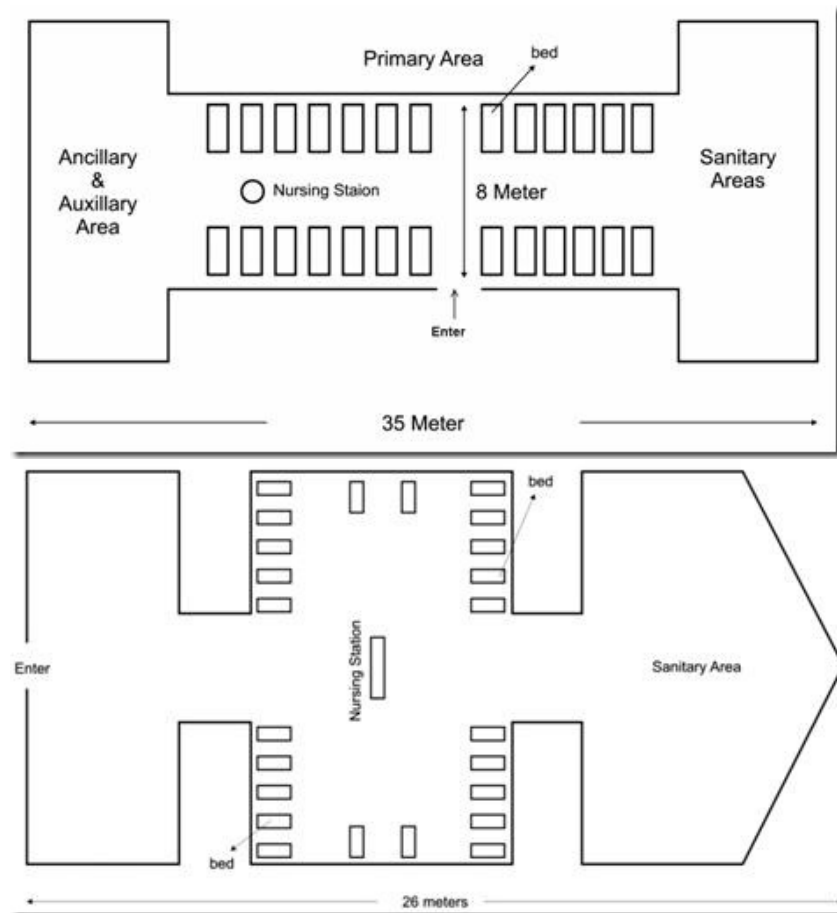 Primary Area
bed
Ancillary
&
Auxillary
Area
Nursing Staion
8 Meter
Sanitary
Areas
Enter
35 Meter
bed
Nursing Station
Enter
Sanitary Area
bed
26 meters